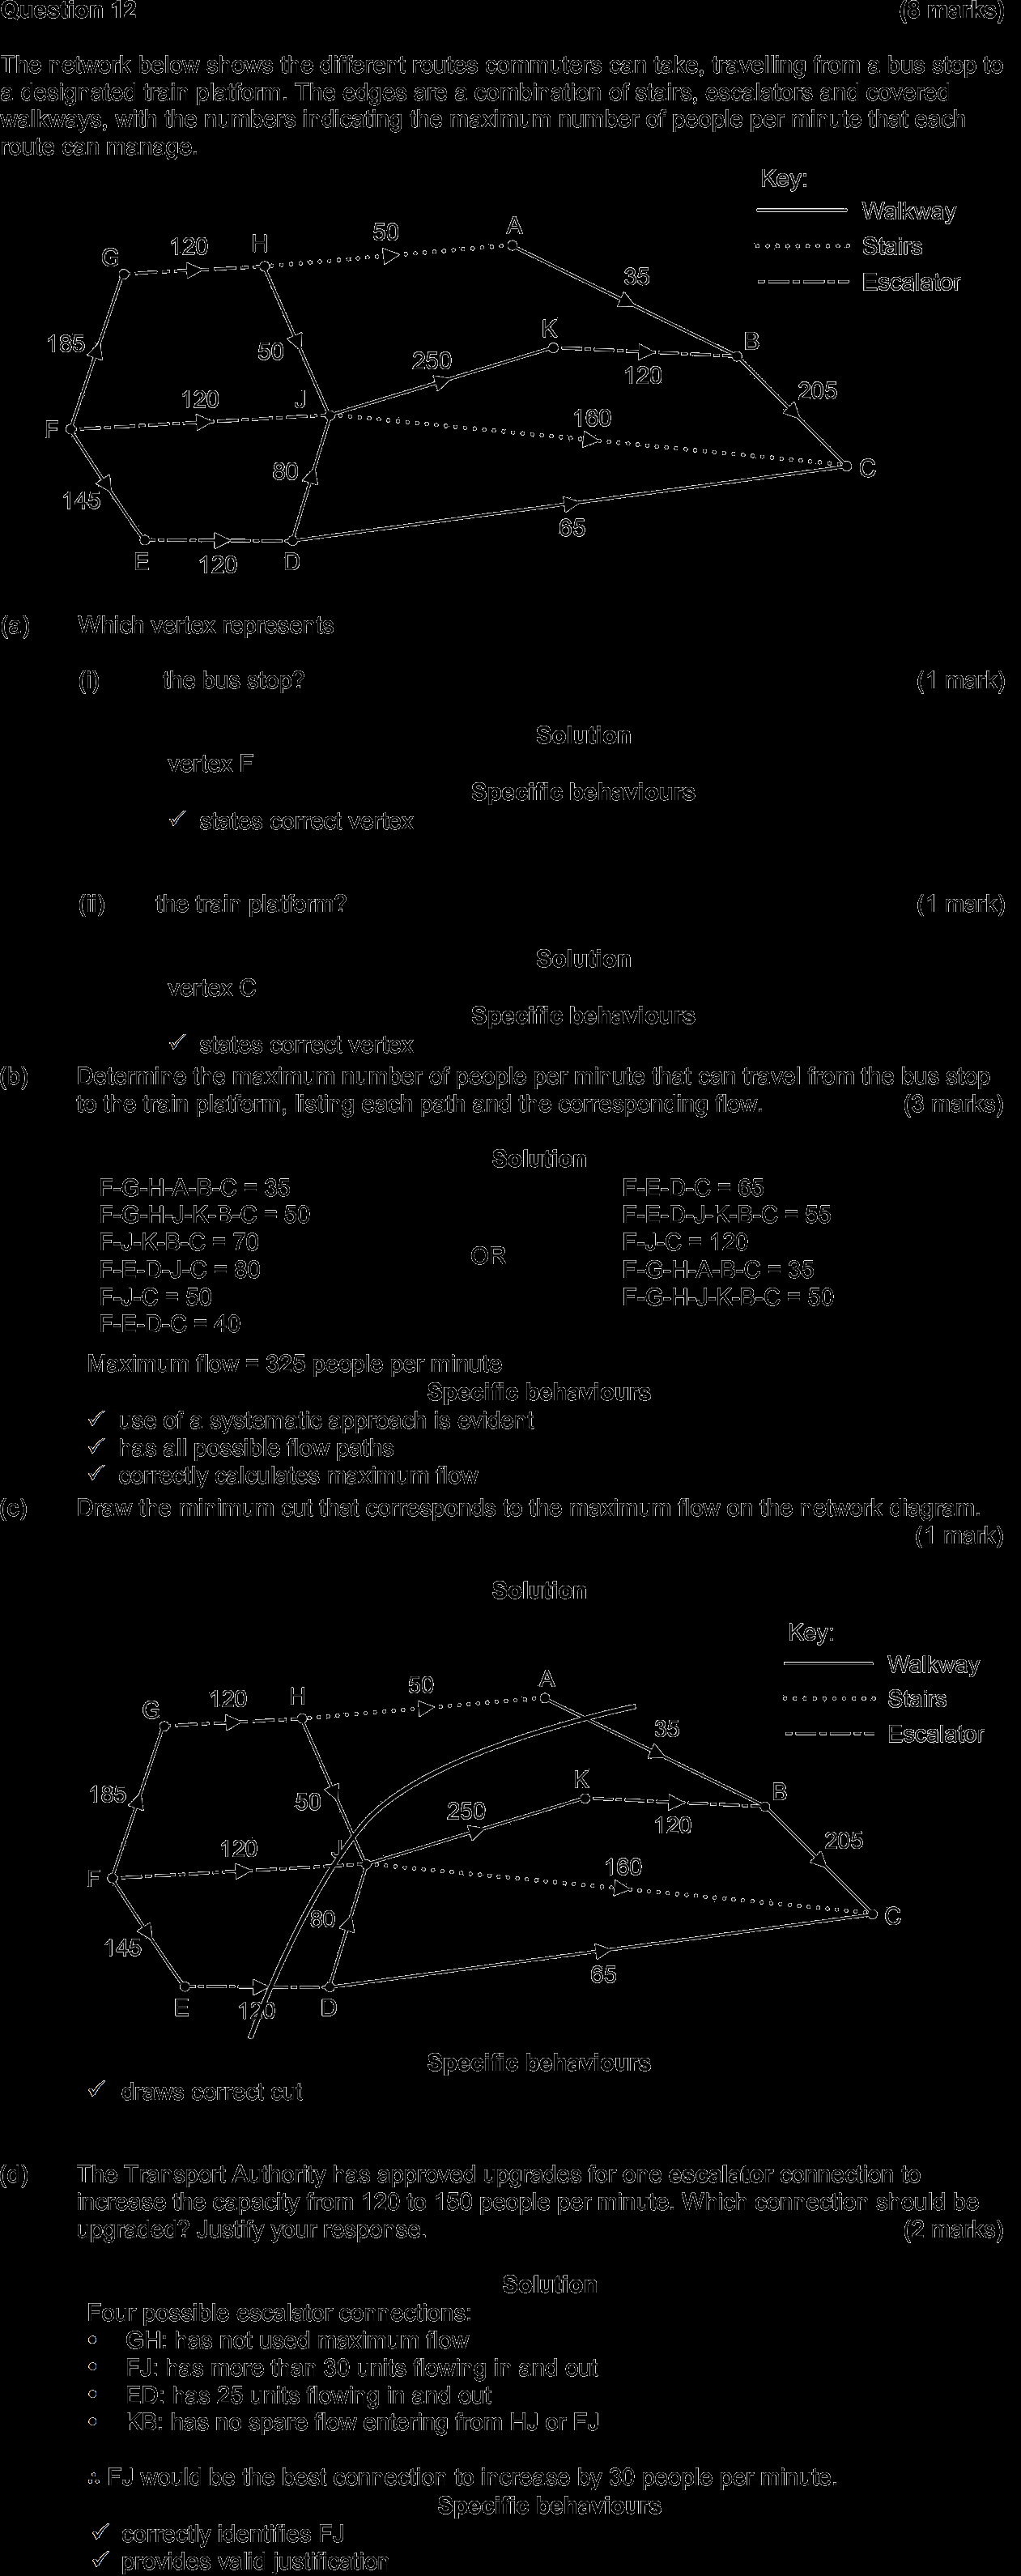 Question 12 (8 marks)
The network below shows the different routes commuters can take, travelling from a bus stop to
a designated train platform. The edges are a combination of stairs, escalators and covered
walkways, with the numbers indicating the maximum number of people per minute that each
route can manage.
Key:
Walkway
Stairs
Escalator
G 120 H 50 A
35
185 50 250 K 120 B
205
F 120 J 160 C
145 80 65
E 120 D
(a) Which vertex represents
(i) the bus stop? (1 mark)
Solution
vertex F
Specific behaviours
✓ states correct vertex
(ii) the train platform? (1 mark)
Solution
vertex C
Specific behaviours
✓ states correct vertex
(b) Determine the maximum number of people per minute that can travel from the bus stop
to the train platform, listing each path and the corresponding flow. (3 marks)
Solution
F-G-H-A-B-C = 35 F-E-D-C = 65
F-G-H-J-K-B-C = 50 F-E-D-J-K-B-C = 55
F-J-K-B-C = 70 OR F-J-C = 120
F-E-D-J-C = 80 F-G-H-A-B-C = 35
F-J-C = 50 F-G-H-J-K-B-C = 50
F-E-D-C = 40
Maximum flow = 325 people per minute
Specific behaviours
✓ use of a systematic approach is evident
✓ has all possible flow paths
✓ correctly calculates maximum flow
(c) Draw the minimum cut that corresponds to the maximum flow on the network diagram.
(1 mark)
Solution
Key:
Walkway
Stairs
Escalator
G 120 H 50 A
35
185 50 250 K 120 B
205
F 120 J 160 C
145 80 65
E 120 D
Specific behaviours
✓ draws correct cut
(d) The Transport Authority has approved upgrades for one escalator connection to
increase the capacity from 120 to 150 people per minute. Which connection should be
upgraded? Justify your response. (2 marks)
Solution
Four possible escalator connections:
• GH: has not used maximum flow
• FJ: has more than 30 units flowing in and out
• ED: has 25 units flowing in and out
• KB: has no spare flow entering from HJ or FJ
∴ FJ would be the best connection to increase by 30 people per minute.
Specific behaviours
✓ correctly identifies FJ
✓ provides valid justification